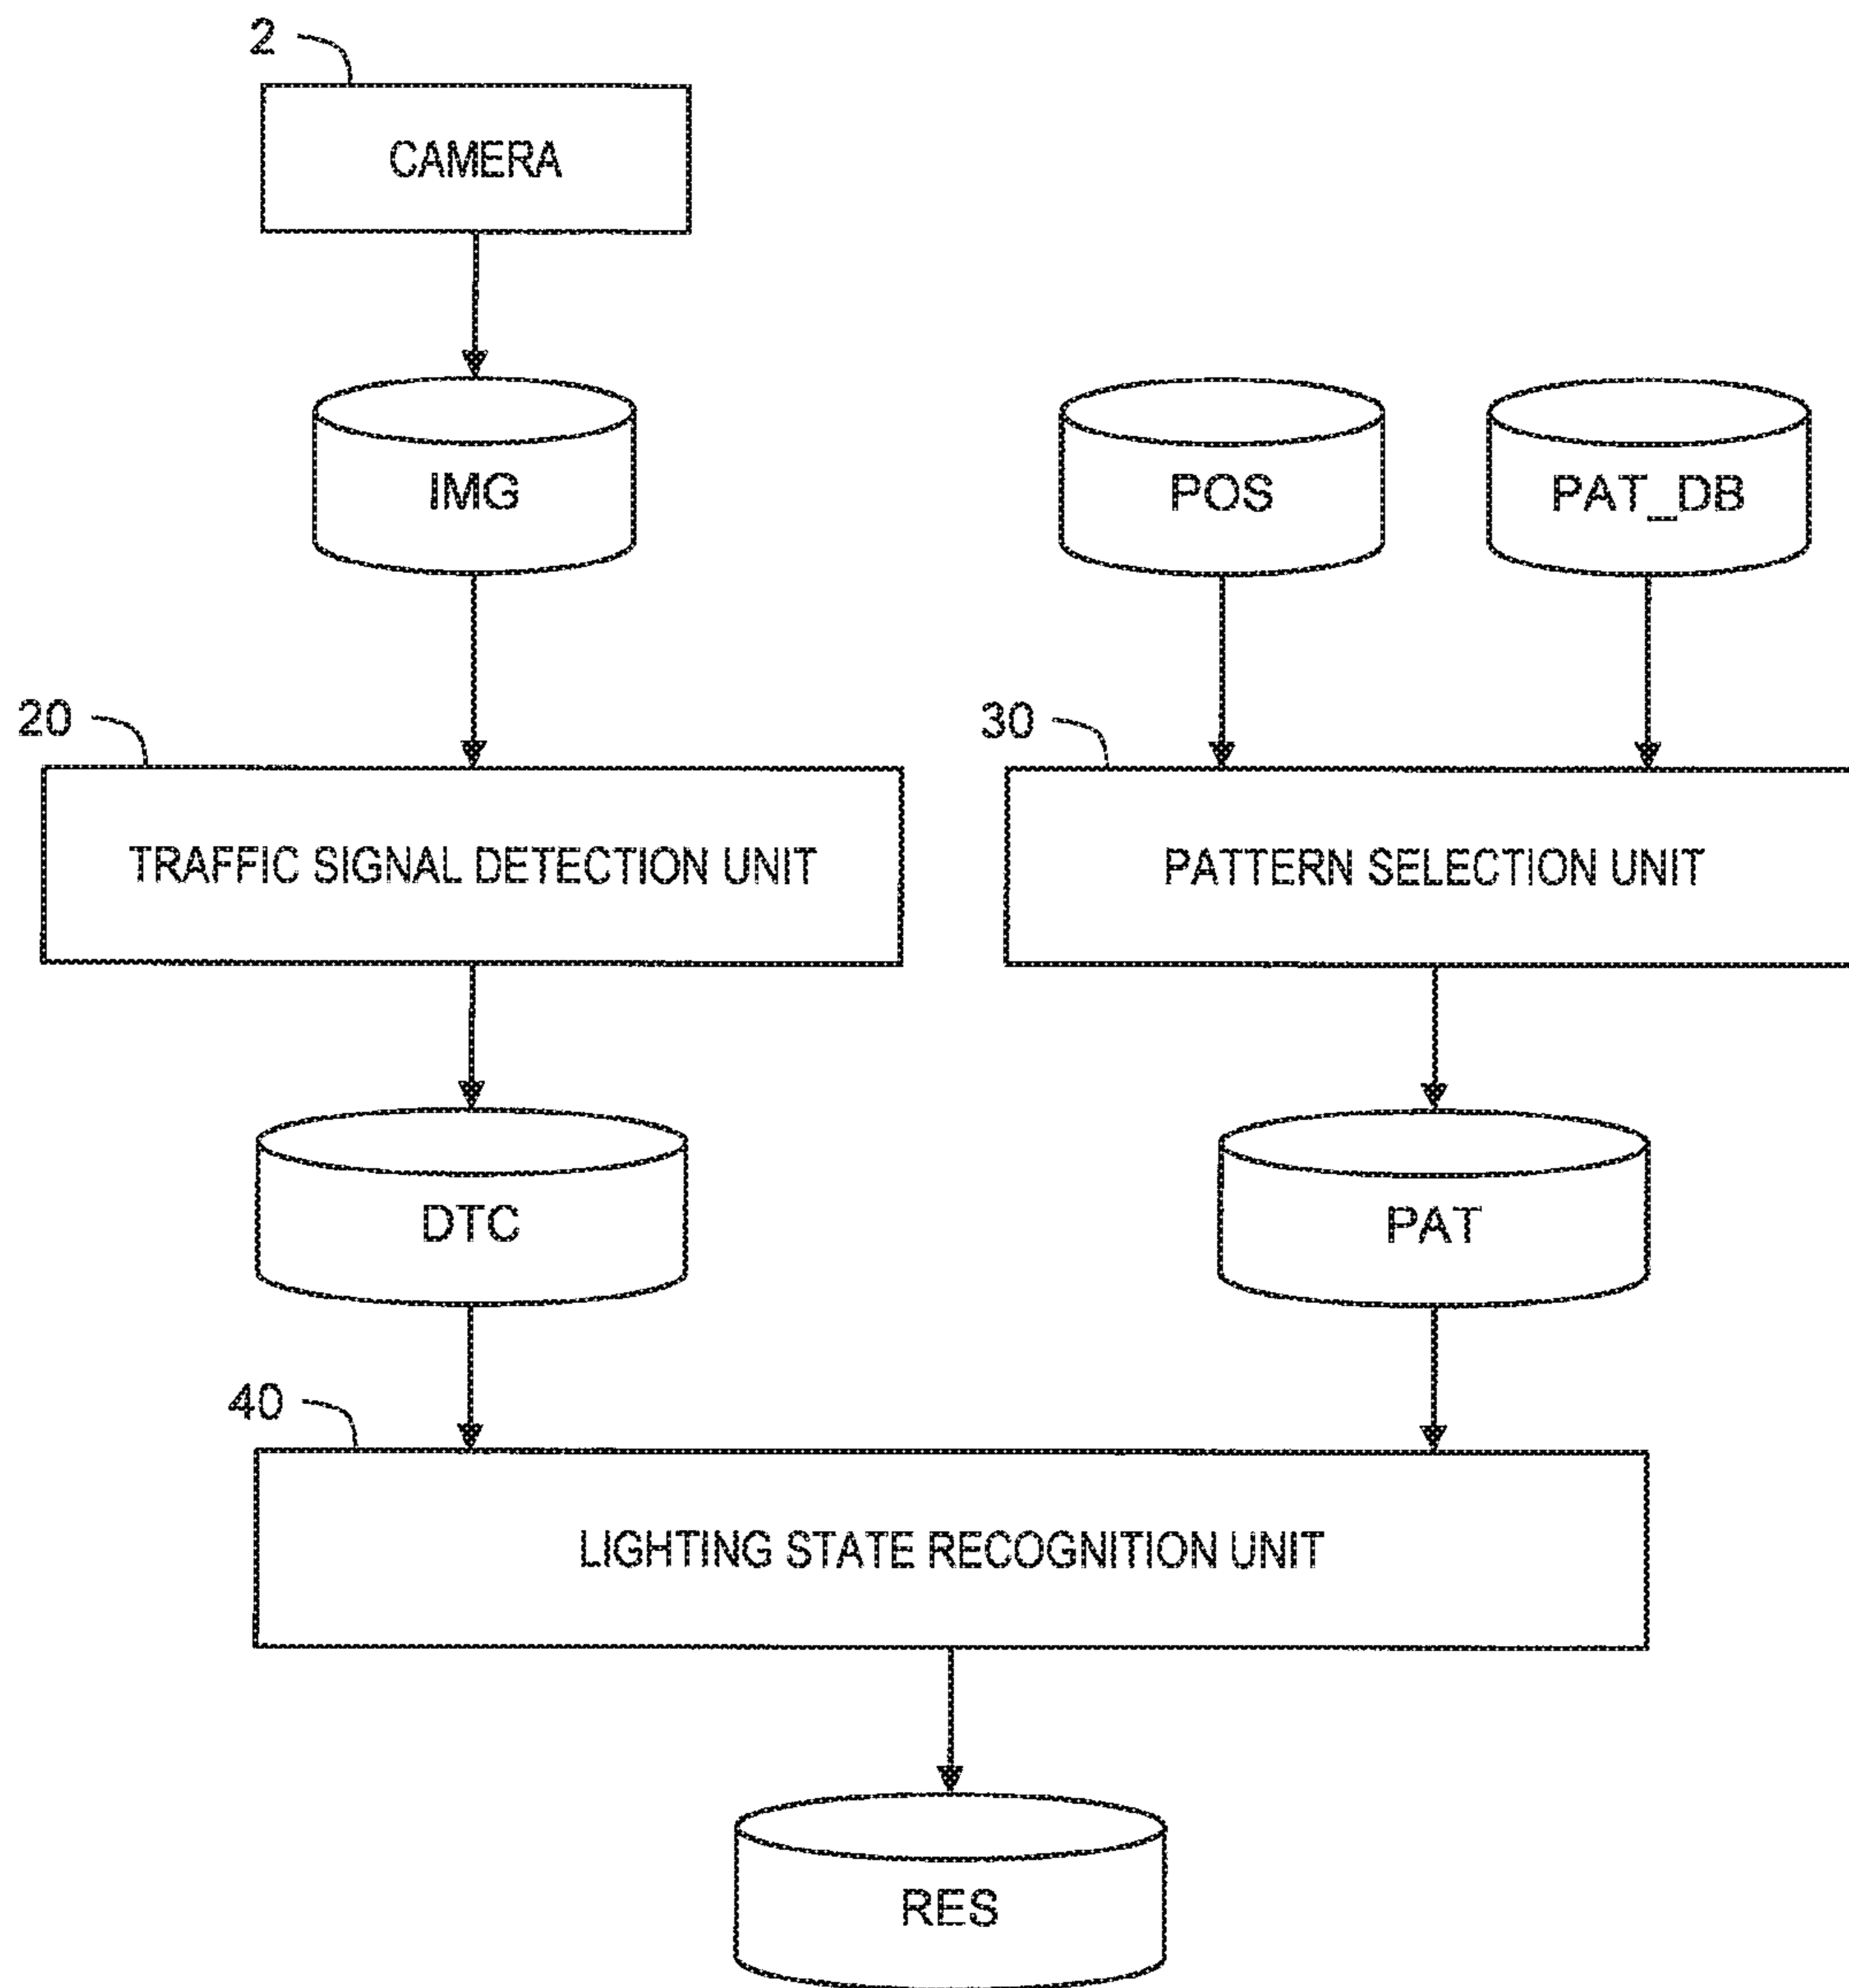 2
CAMERA
IMG
POS
PAT_DB
20
30
TRAFFIC SIGNAL DETECTION UNIT
PATTERN SELECTION UNIT
DTC
PAT
40
LIGHTING STATE RECOGNITION UNIT
RES